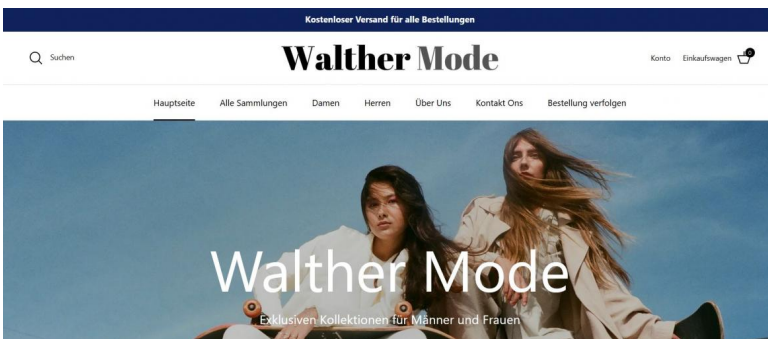 Kostenloser Versand für alle Bestellungen
Suchen
Walther Mode
Konto Einkaufswagen 0
Hauptseite Alle Sammlungen Damen Herren Über Uns Kontakt Ons Bestellung verfolgen
Walther Mode
Exklusiven Kollektionen für Männer und Frauen